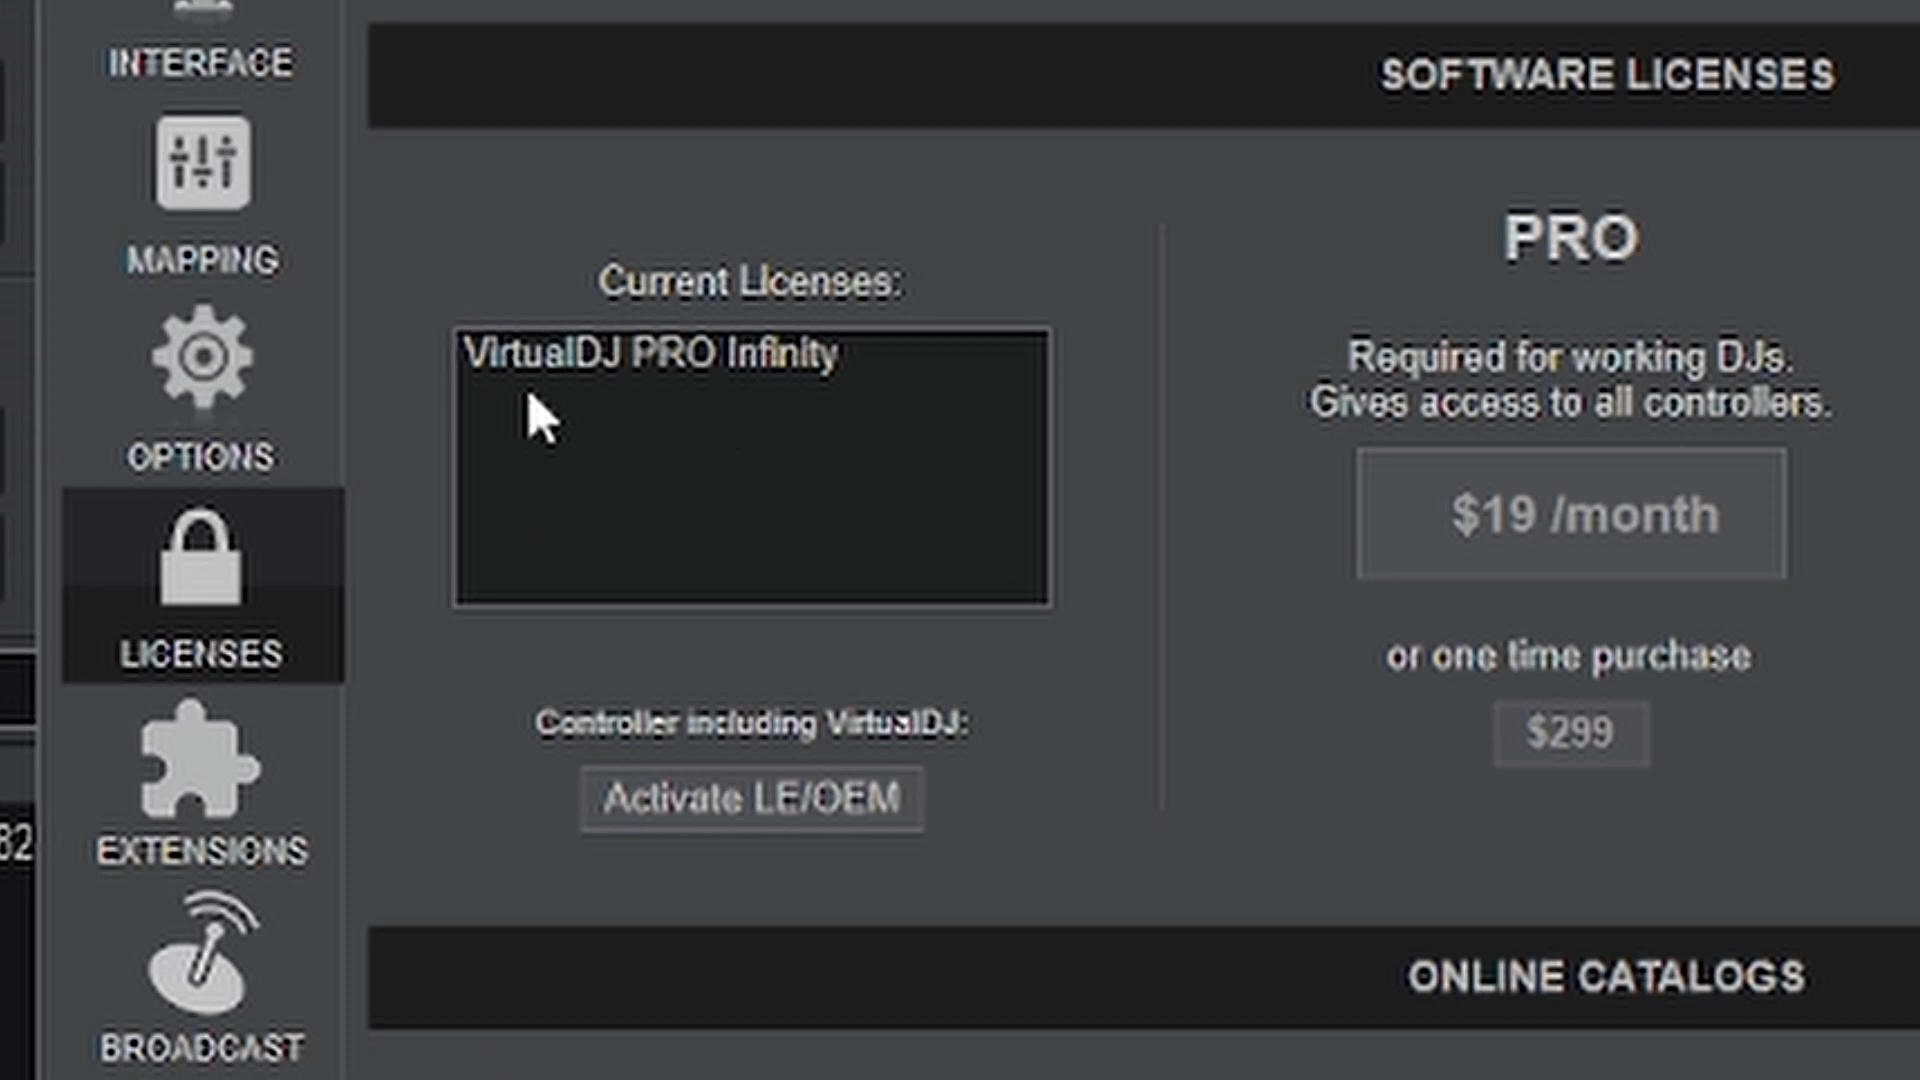 INTERFACE
MAPPING
OPTIONS
LICENSES
EXTENSIONS
BROADCAST
82
SOFTWARE LICENSES
Current Licenses:
VirtualDJ PRO Infinity
Controller including VirtualDJ:
Activate LE/OEM
PRO
Required for working DJs.
Gives access to all controllers.
$19 /month
or one time purchase
$299
ONLINE CATALOGS